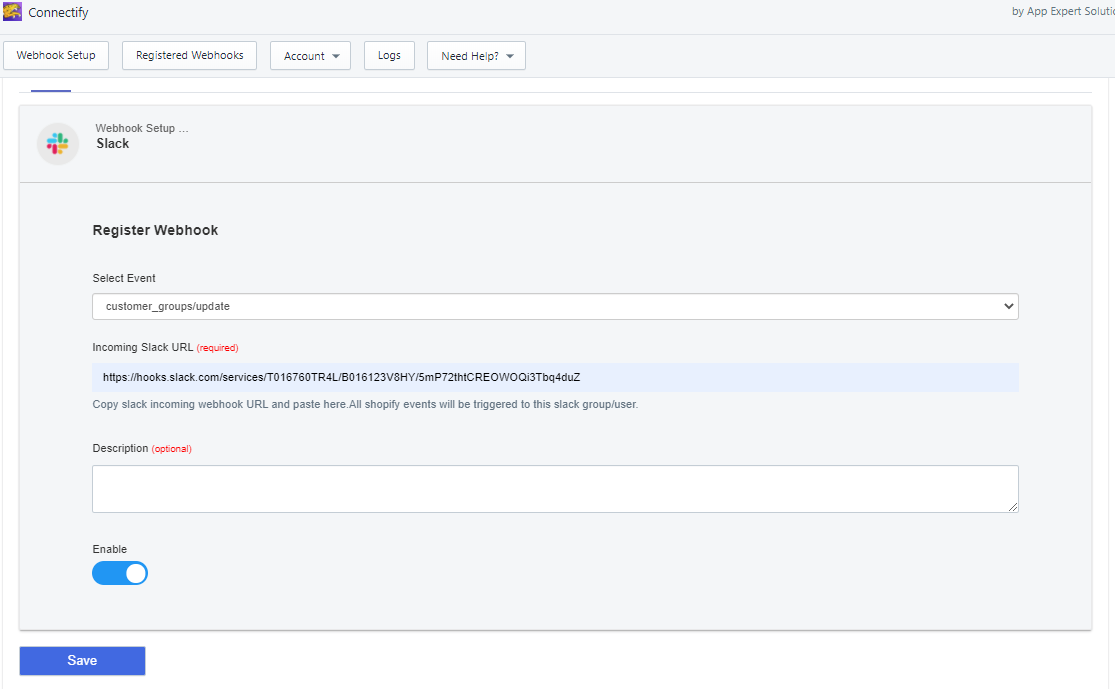 Connectify
by App Expert Solutio
Webhook Setup
Registered Webhooks
Account
Logs
Need Help?
Webhook Setup ...
Slack
Register Webhook
Select Event
customer_groups/update
Incoming Slack URL (required)
https://hooks.slack.com/services/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
Copy slack incoming webhook URL and paste here.All shopify events will be triggered to this slack group/user.
Description (optional)
Enable
Save